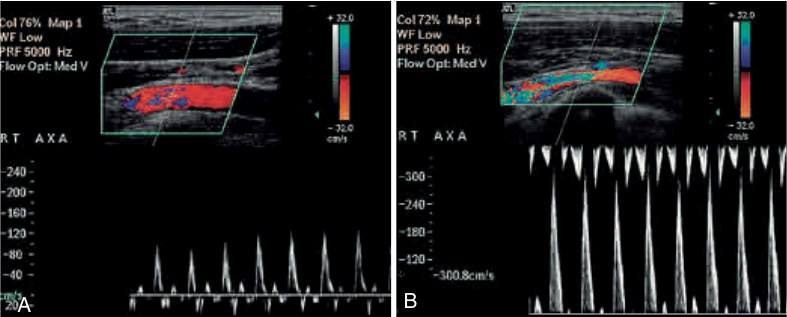 Col 76% Map 1
WF Low
PRF 5000 Hz
Flow Opt: Med V
+ 32.0
- 32.0
cm/s
RT AXA
-240
-200
-160
-120
-80
-40
cm/s
20
A
Col 72% Map 1
WF Low
PRF 5000 Hz
Flow Opt: Med V
+ 32.0
- 32.0
cm/s
RT AXA
-300
-240
-180
-120
-300.8cm/s
B